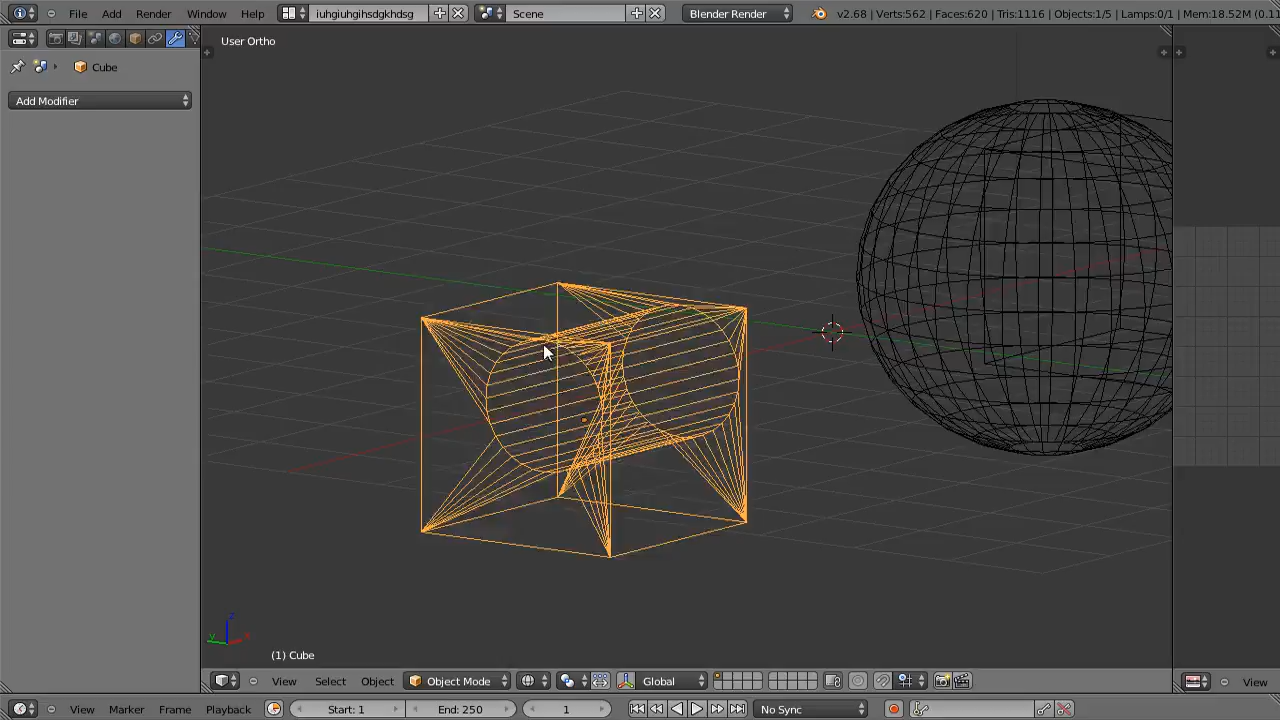 File Add Render Window Help iuhgiuhgihsdgkhdsg Scene Blender Render v2.68 | Verts:562 | Faces:620 | Tris:1116 | Objects:1/5 | Lamps:0/1 | Mem:18.52M (0.1
User Ortho
Cube
Add Modifier
z
y
x
(1) Cube
View Select Object Object Mode Global View
View Marker Frame Playback Start: 1 End: 250 1 No Sync